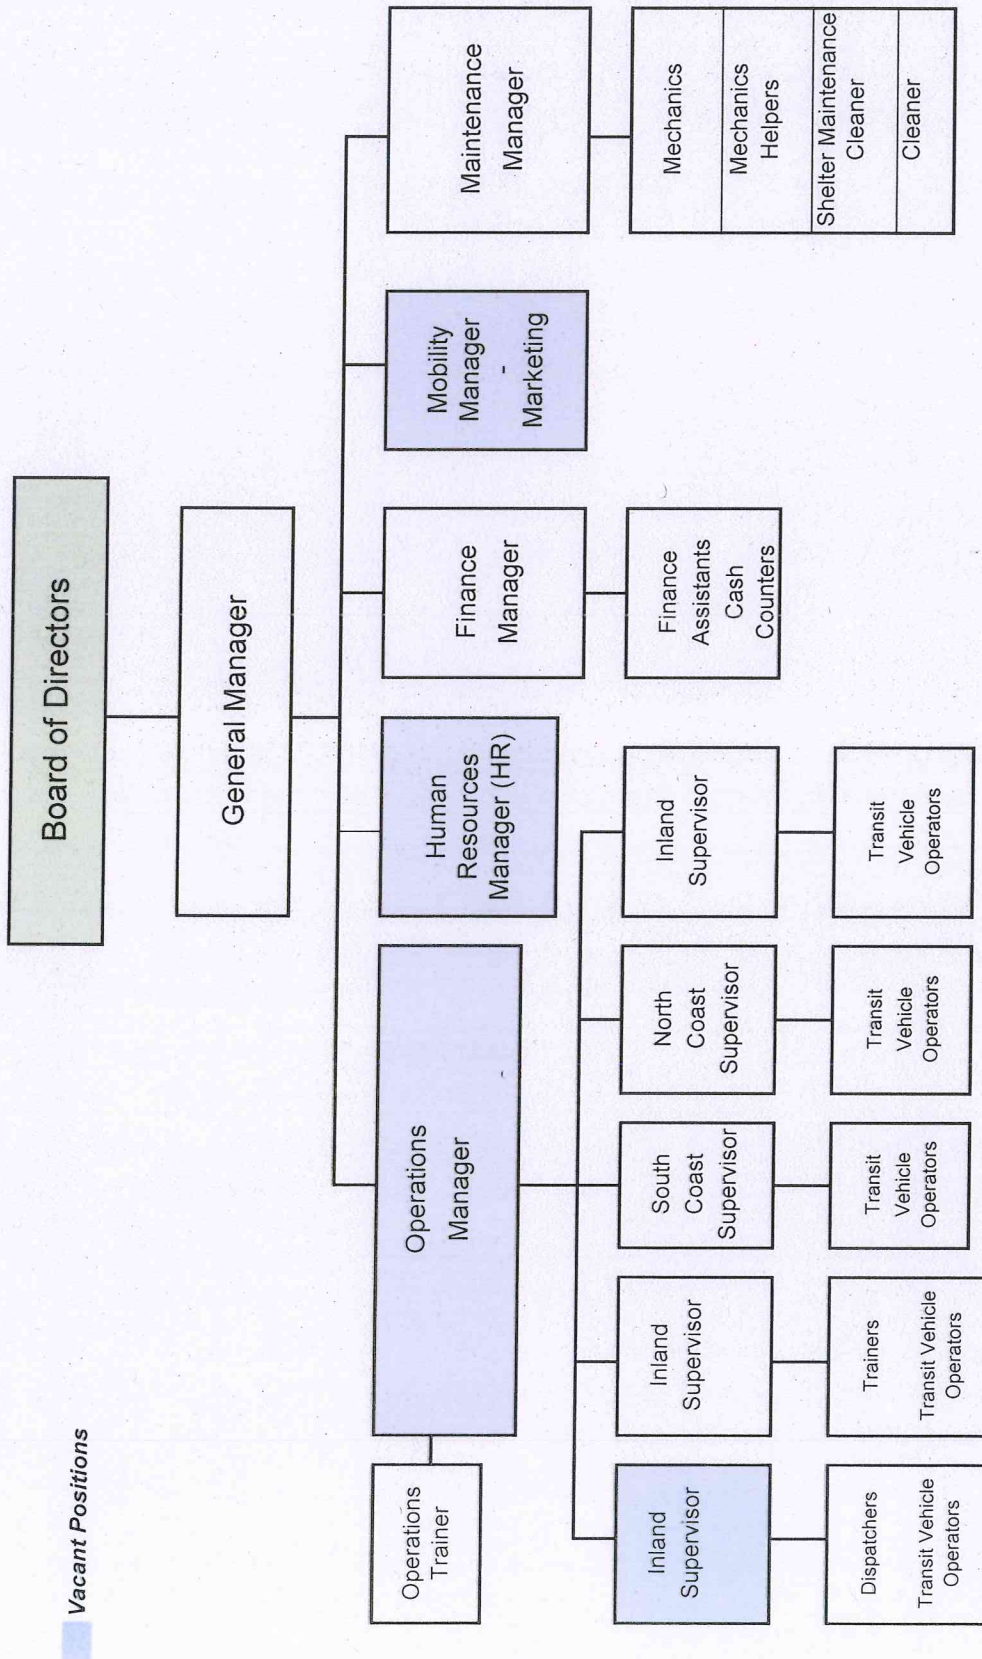 Vacant Positions
Board of Directors
General Manager
Operations
Trainer
Operations
Manager
Human
Resources
Manager (HR)
Finance
Manager
Mobility
Manager
-
Marketing
Maintenance
Manager
Inland
Supervisor
Inland
Supervisor
South
Coast
Supervisor
North
Coast
Supervisor
Inland
Supervisor
Finance
Assistants
Cash
Counters
Mechanics
Mechanics
Helpers
Shelter Maintenance
Cleaner
Cleaner
Dispatchers
Transit Vehicle
Operators
Trainers
Transit Vehicle
Operators
Transit
Vehicle
Operators
Transit
Vehicle
Operators
Transit
Vehicle
Operators